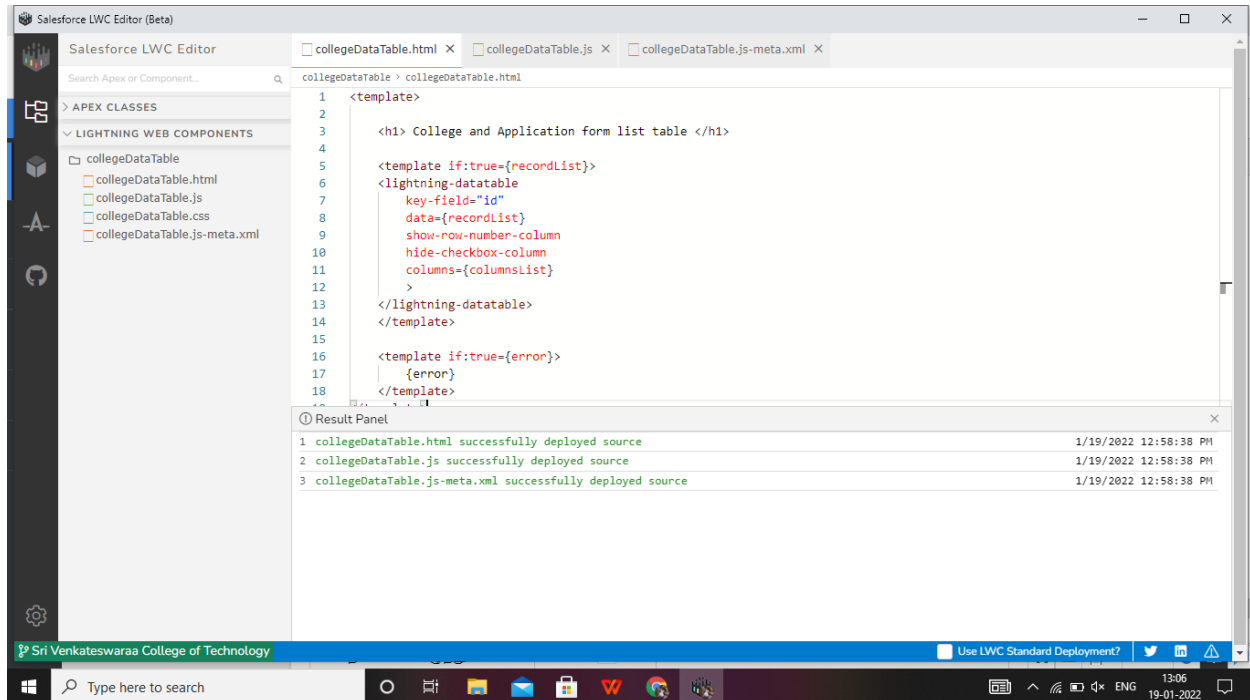 Salesforce LWC Editor (Beta)
Salesforce LWC Editor
Search Apex or Component...
APEX CLASSES
LIGHTNING WEB COMPONENTS
collegeDataTable
collegeDataTable.html
collegeDataTable.js
collegeDataTable.css
collegeDataTable.js-meta.xml
collegeDataTable.html
collegeDataTable.js
collegeDataTable.js-meta.xml
collegeDataTable > collegeDataTable.html
1 <template>
2
3 <h1> College and Application form list table </h1>
4
5 <template if:true={recordList}>
6 <lightning-datatable
7 key-field="id"
8 data={recordList}
9 show-row-number-column
10 hide-checkbox-column
11 columns={columnsList}
12 >
13 </lightning-datatable>
14 </template>
15
16 <template if:true={error}>
17 {error}
18 </template>
Result Panel
1 collegeDataTable.html successfully deployed source 1/19/2022 12:58:38 PM
2 collegeDataTable.js successfully deployed source 1/19/2022 12:58:38 PM
3 collegeDataTable.js-meta.xml successfully deployed source 1/19/2022 12:58:38 PM
Sri Venkateswaraa College of Technology
Use LWC Standard Deployment?
Type here to search
ENG
13:06
19-01-2022